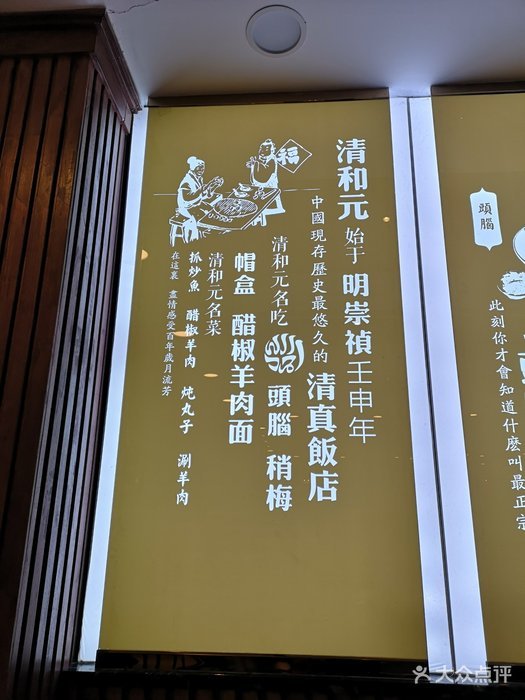 清和元 始于 明崇禎壬申年
中國現存歷史最悠久的 清真飯店
清和元名吃 頭腦 稍梅
帽盒 醋椒羊肉面
清和元名菜
抓炒魚 醋椒羊肉 炖丸子 涮羊肉
在這裏 盡情感受百年歲月流芳
福
頭腦
此刻你才會知道什麽叫最正宗
大众点评